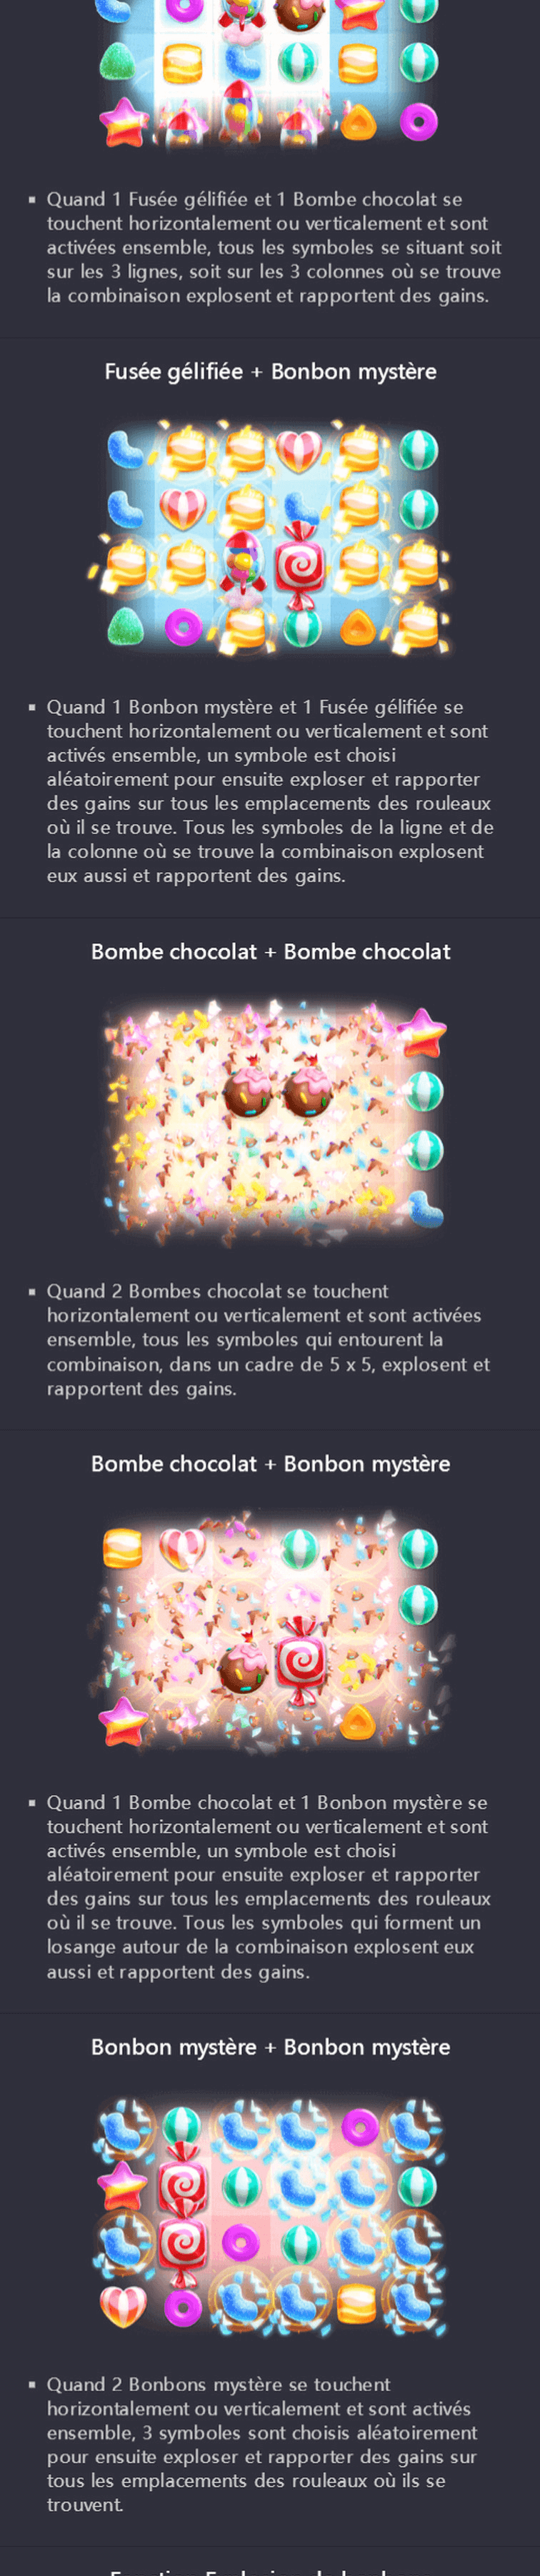 ▪ Quand 1 Fusée gélifiée et 1 Bombe chocolat se
touchent horizontalement ou verticalement et sont
activées ensemble, tous les symboles se situant soit
sur les 3 lignes, soit sur les 3 colonnes où se trouve
la combinaison explosent et rapportent des gains.
Fusée gélifiée + Bonbon mystère
▪ Quand 1 Bonbon mystère et 1 Fusée gélifiée se
touchent horizontalement ou verticalement et sont
activés ensemble, un symbole est choisi
aléatoirement pour ensuite exploser et rapporter
des gains sur tous les emplacements des rouleaux
où il se trouve. Tous les symboles de la ligne et de
la colonne où se trouve la combinaison explosent
eux aussi et rapportent des gains.
Bombe chocolat + Bombe chocolat
▪ Quand 2 Bombes chocolat se touchent
horizontalement ou verticalement et sont activées
ensemble, tous les symboles qui entourent la
combinaison, dans un cadre de 5 x 5, explosent et
rapportent des gains.
Bombe chocolat + Bonbon mystère
▪ Quand 1 Bombe chocolat et 1 Bonbon mystère se
touchent horizontalement ou verticalement et sont
activés ensemble, un symbole est choisi
aléatoirement pour ensuite exploser et rapporter
des gains sur tous les emplacements des rouleaux
où il se trouve. Tous les symboles qui forment un
losange autour de la combinaison explosent eux
aussi et rapportent des gains.
Bonbon mystère + Bonbon mystère
▪ Quand 2 Bonbons mystère se touchent
horizontalement ou verticalement et sont activés
ensemble, 3 symboles sont choisis aléatoirement
pour ensuite exploser et rapporter des gains sur
tous les emplacements des rouleaux où ils se
trouvent.